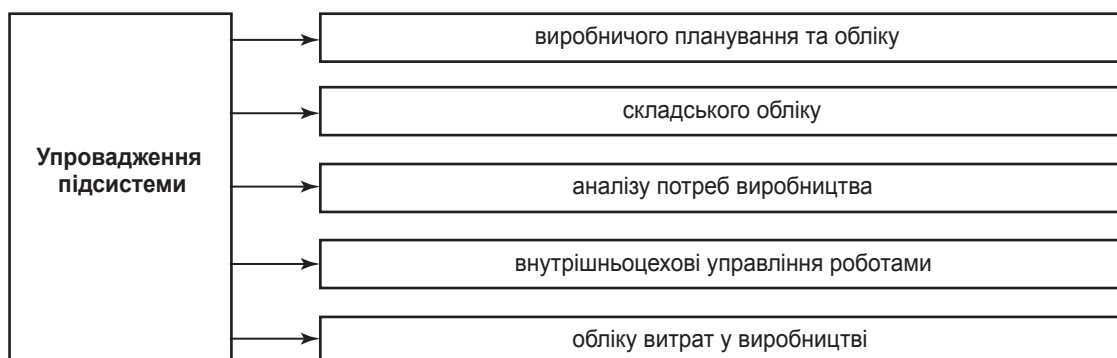 Упровадження
підсистеми
виробничого планування та обліку
складського обліку
аналізу потреб виробництва
внутрішньоцехові управління роботами
обліку витрат у виробництві